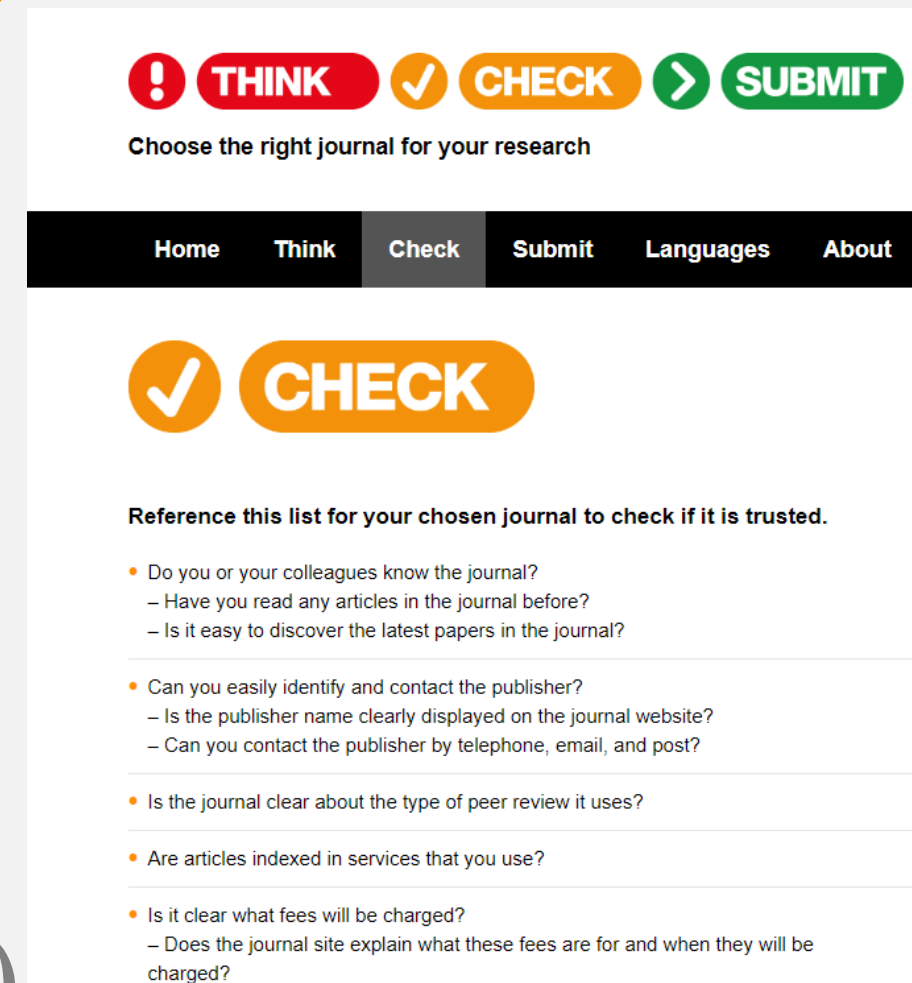 ! THINK ✓ CHECK > SUBMIT
Choose the right journal for your research
Home Think Check Submit Languages About
✓ CHECK
Reference this list for your chosen journal to check if it is trusted.
• Do you or your colleagues know the journal?
– Have you read any articles in the journal before?
– Is it easy to discover the latest papers in the journal?
• Can you easily identify and contact the publisher?
– Is the publisher name clearly displayed on the journal website?
– Can you contact the publisher by telephone, email, and post?
• Is the journal clear about the type of peer review it uses?
• Are articles indexed in services that you use?
• Is it clear what fees will be charged?
– Does the journal site explain what these fees are for and when they will be
charged?